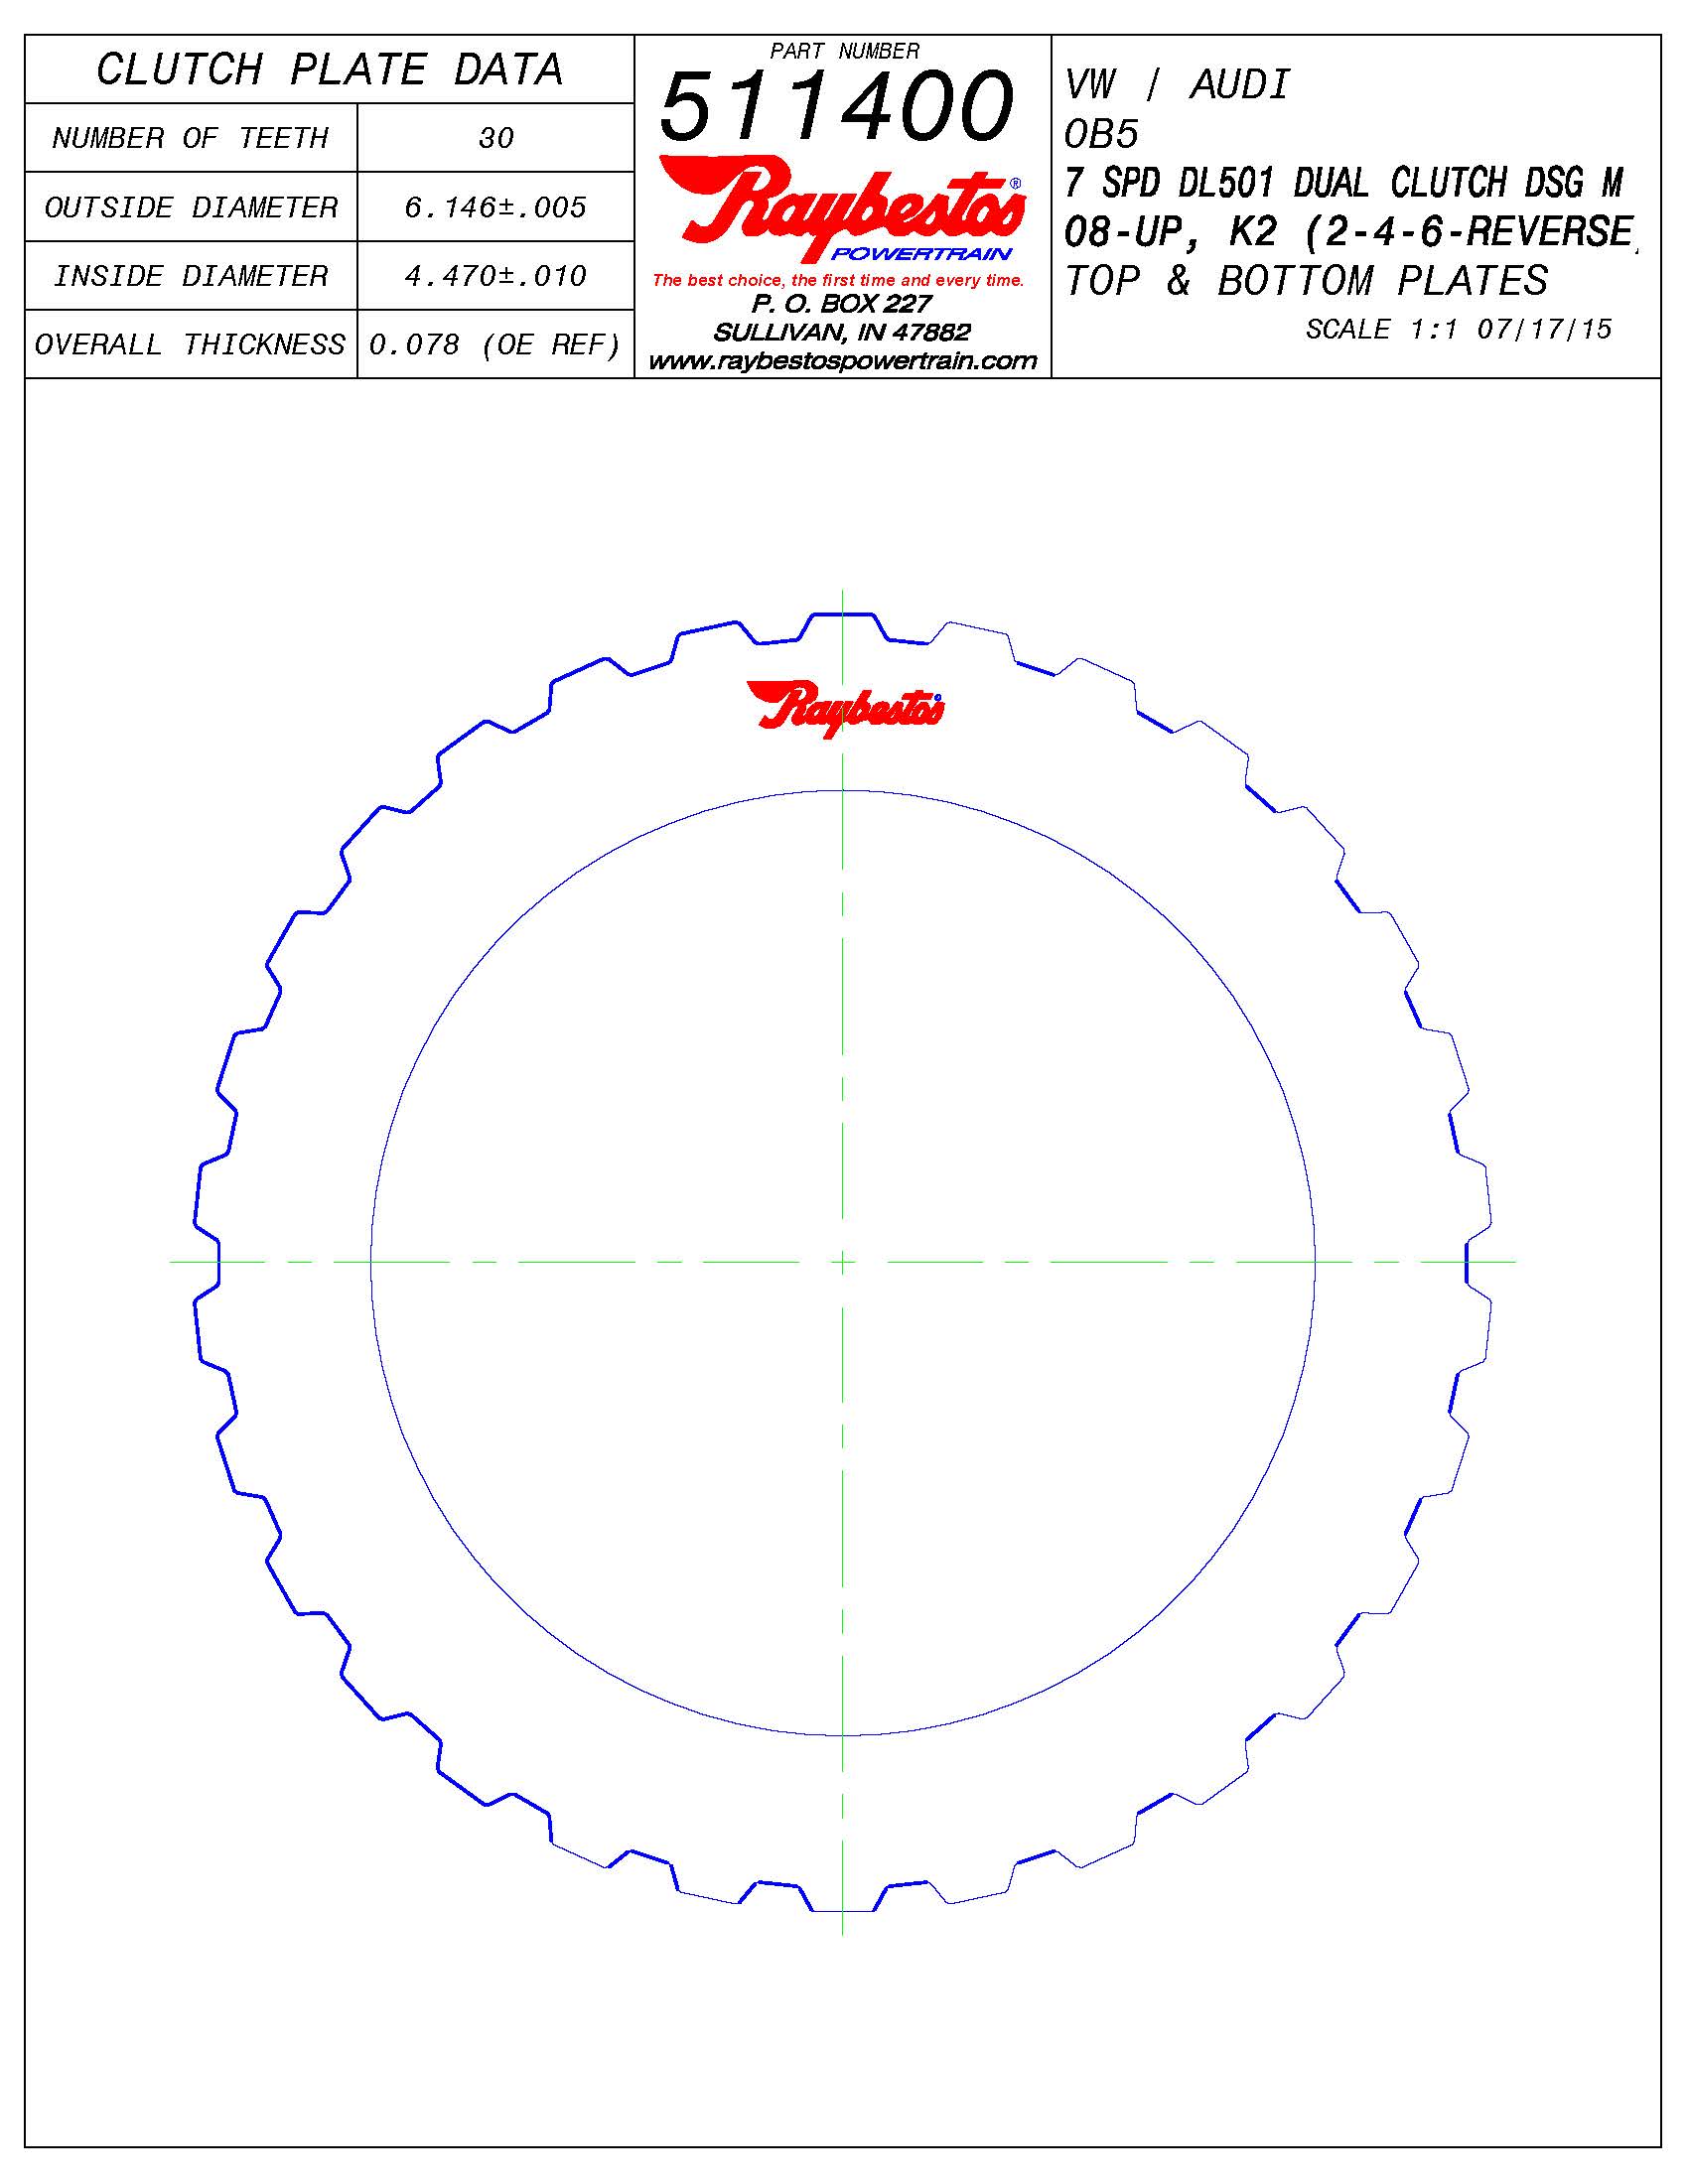 CLUTCH PLATE DATA
NUMBER OF TEETH 30
OUTSIDE DIAMETER 6.146±.005
INSIDE DIAMETER 4.470±.010
OVERALL THICKNESS 0.078 (OE REF)
PART NUMBER
511400
Raybestos®
POWERTRAIN
The best choice, the first time and every time.
P. O. BOX 227
SULLIVAN, IN 47882
www.raybestospowertrain.com
VW / AUDI
0B5
7 SPD DL501 DUAL CLUTCH DSG M
08-UP, K2 (2-4-6-REVERSE)
TOP & BOTTOM PLATES
SCALE 1:1 07/17/15
Raybestos®